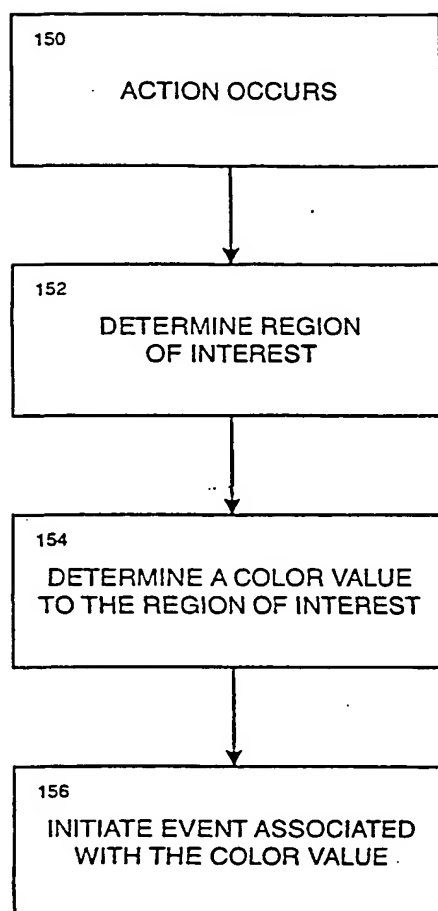 150
ACTION OCCURS
152
DETERMINE REGION
OF INTEREST
154
DETERMINE A COLOR VALUE
TO THE REGION OF INTEREST
156
INITIATE EVENT ASSOCIATED
WITH THE COLOR VALUE